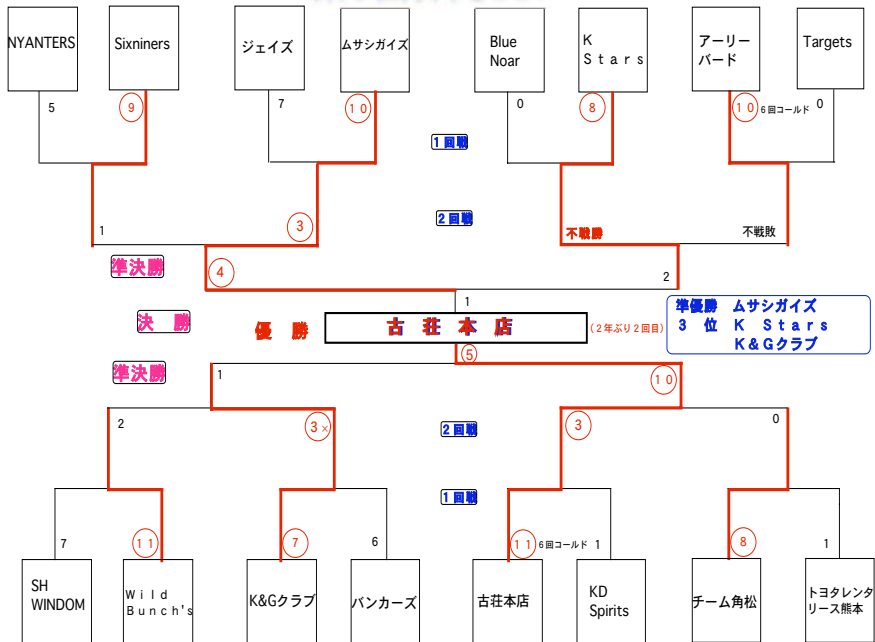 NYANTERS
Sixniners
ジェイズ
ムサシガイズ
Blue
Noar
K
Stars
アーリー
バード
Targets
5
9
7
10
0
8
10
6回コールド
0
1回戦
1
3
2回戦
不戦勝
不戦敗
準決勝
4
2
決 勝
優 勝
1
古 荘 本 店
(2年ぶり2回目)
準優勝 ムサシガイズ
3 位 K Stars
K&Gクラブ
5
準決勝
1
10
2
3×
2回戦
3
0
1回戦
7
11
7
6
11
6回コールド
1
8
1
SH
WINDOM
Wild
Bunch's
K&Gクラブ
バンカーズ
古荘本店
KD
Spirits
チーム角松
トヨタレンタ
リース熊本